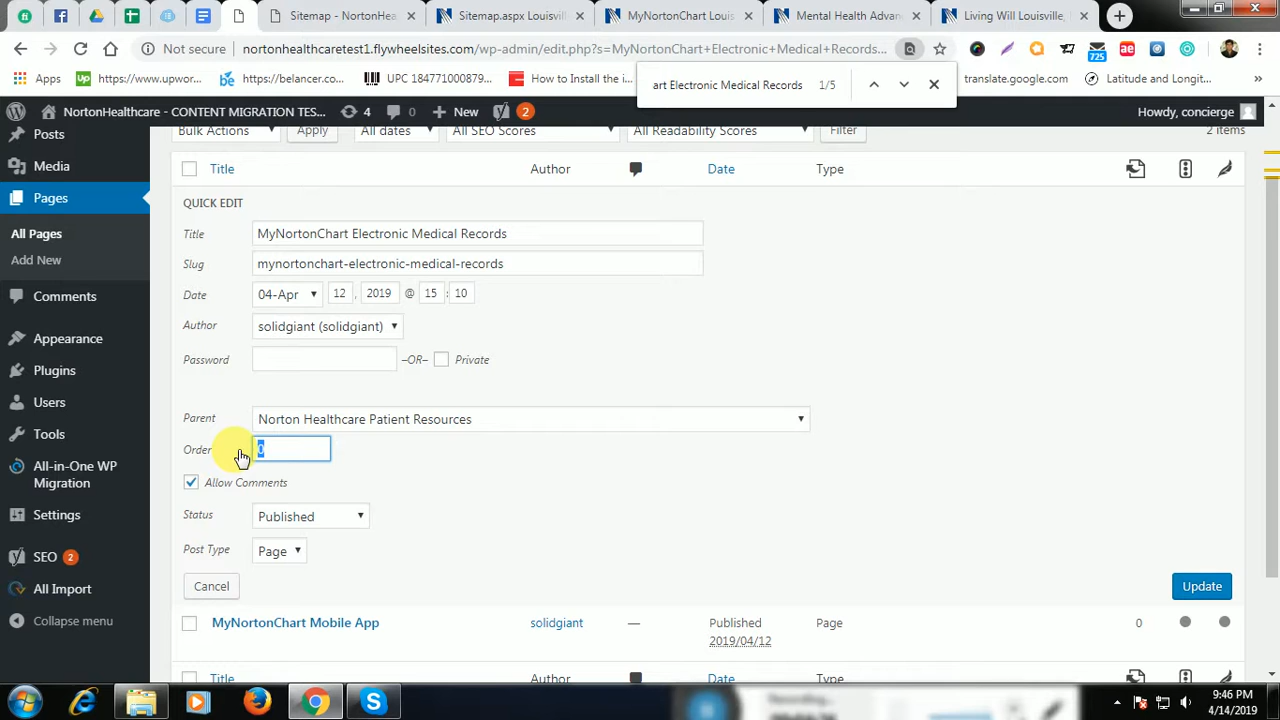 Sitemap - NortonHea
Sitemap.aspx Louisv
MyNortonChart Louis
Mental Health Advan
Living Will Louisville,
Not secure
nortonhealthcaretest1.flywheelsites.com/wp-admin/edit.php?s=MyNortonChart+Electronic+Medical+Records...
725
ae
Apps
https://www.upwor...
https://belancer.com...
UPC 184771000879...
How to Install the i...
translate.google.com
Latitude and Longit...
»
art Electronic Medical Records
1/5
NortonHealthcare – CONTENT MIGRATION TES...
4
0
New
2
Howdy, concierge
Posts
Media
Pages
All Pages
Add New
Comments
Appearance
Plugins
Users
Tools
All-in-One WP
Migration
Settings
SEO 2
All Import
Collapse menu
Bulk Actions
Apply
All dates
All SEO Scores
All Readability Scores
Filter
2 items
Title
Author
Date
Type
QUICK EDIT
Title MyNortonChart Electronic Medical Records
Slug mynortonchart-electronic-medical-records
Date 04-Apr 12 , 2019 @ 15 : 10
Author solidgiant (solidgiant)
Password –OR– Private
Parent Norton Healthcare Patient Resources
Order 0
Allow Comments
Status Published
Post Type Page
Cancel
Update
MyNortonChart Mobile App
solidgiant
—
Published
2019/04/12
Page
0
Title
Author
Date
Type
9:46 PM
4/14/2019